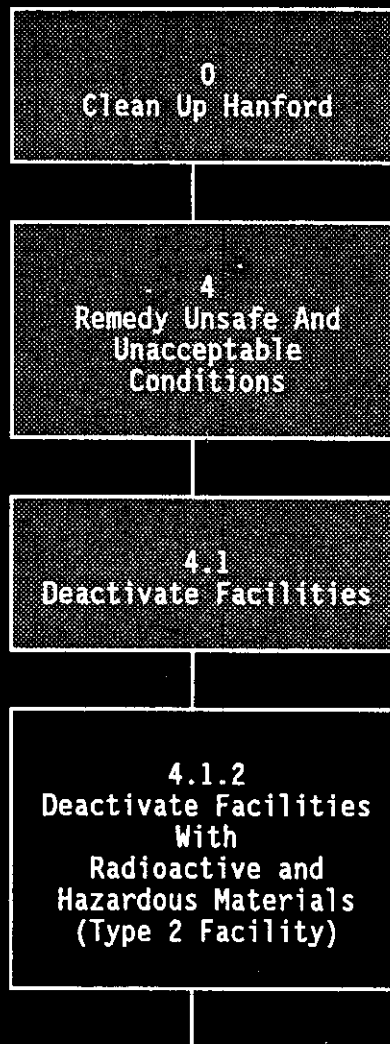 0
Clean Up Hanford
4
Remedy Unsafe And
Unacceptable
Conditions
4.1
Deactivate Facilities
4.1.2
Deactivate Facilities
With
Radioactive and
Hazardous Materials
(Type 2 Facility)